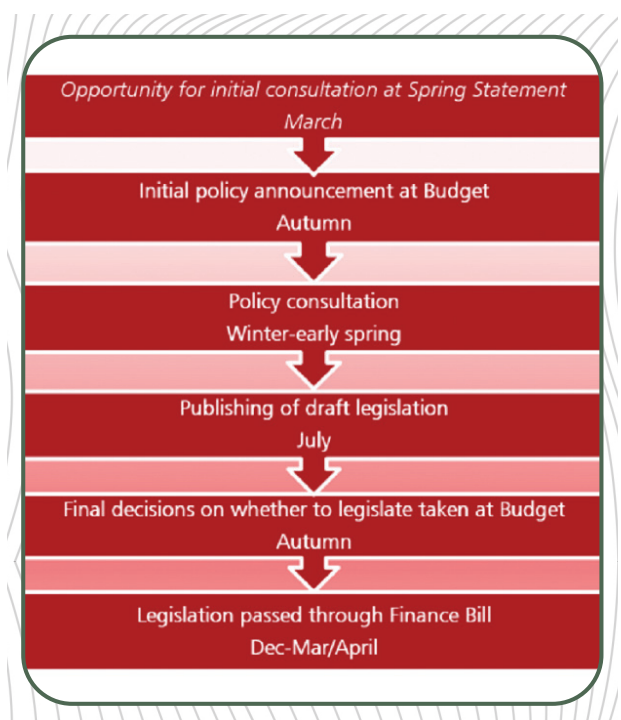 Opportunity for initial consultation at Spring Statement
March
Initial policy announcement at Budget
Autumn
Policy consultation
Winter-early spring
Publishing of draft legislation
July
Final decisions on whether to legislate taken at Budget
Autumn
Legislation passed through Finance Bill
Dec-Mar/April